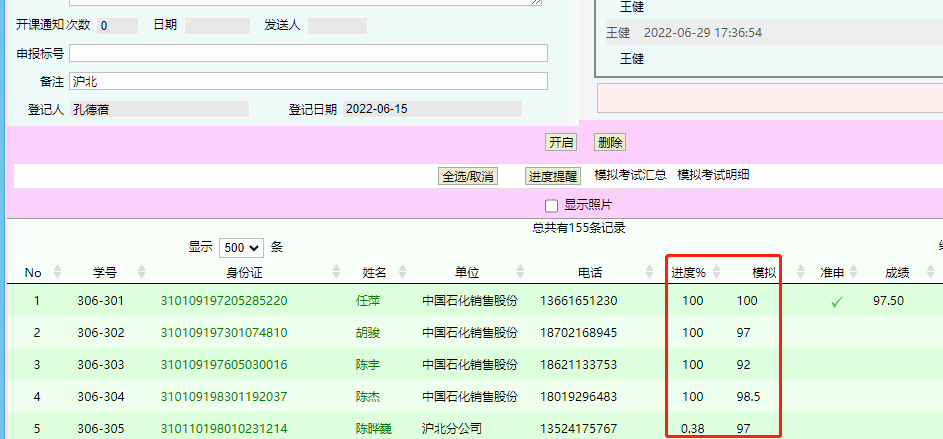 王健
开课通知次数 0 日期 发送人
王健 2022-06-29 17:36:54
申报标号
王健
备注 沪北
登记人 孔德蓓 登记日期 2022-06-15
开启 删除
全选/取消 进度提醒 模拟考试汇总 模拟考试明细
显示照片
总共有155条记录
显示 500 条
No 学号 身份证 姓名 单位 电话 进度% 模拟 准申 成绩
1 306-301 310109197205285220 任萍 中国石化销售股份 13661651230 100 100 ✓ 97.50
2 306-302 310109197301074810 胡骏 中国石化销售股份 18702168945 100 97
3 306-303 310109197605030016 陈宇 中国石化销售股份 18621133753 100 92
4 306-304 310109198301192037 陈杰 中国石化销售股份 18019296483 100 98.5
5 306-305 310110198010231214 陈晔巍 沪北分公司 13524175767 0.38 97